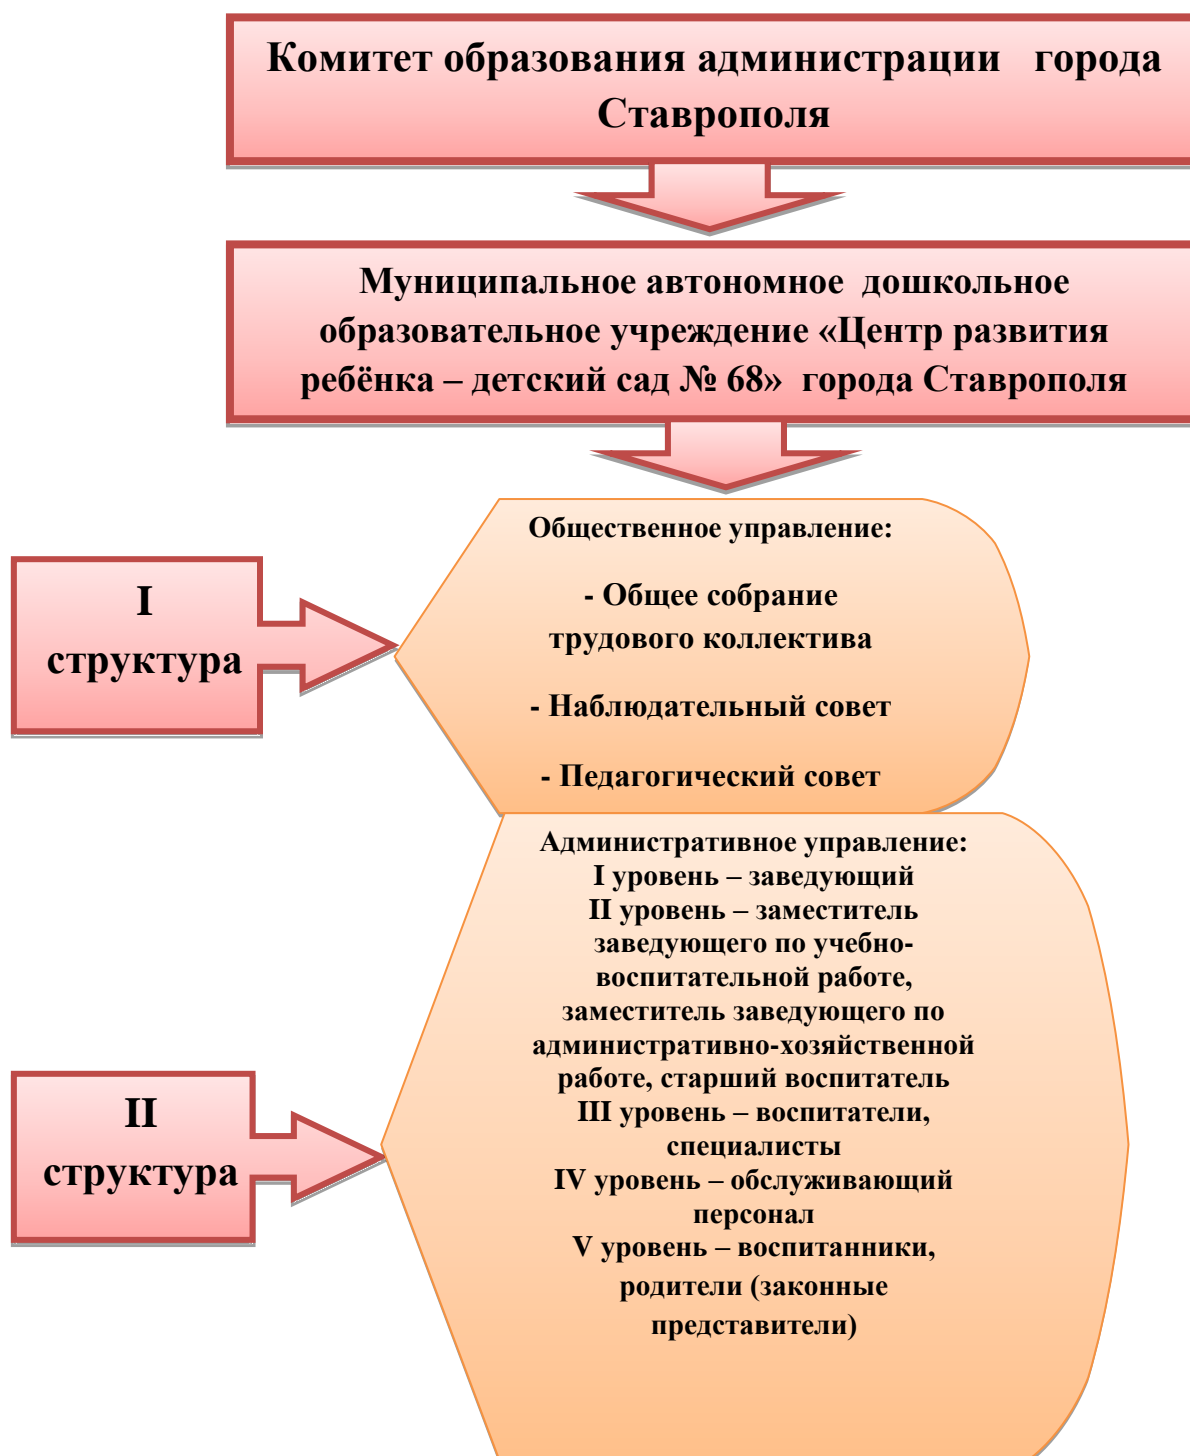 Комитет образования администрации города
Ставрополя
Муниципальное автономное дошкольное
образовательное учреждение «Центр развития
ребёнка – детский сад № 68» города Ставрополя
I
структура
Общественное управление:
- Общее собрание
трудового коллектива
- Наблюдательный совет
- Педагогический совет
II
структура
Административное управление:
I уровень – заведующий
II уровень – заместитель
заведующего по учебно-
воспитательной работе,
заместитель заведующего по
административно-хозяйственной
работе, старший воспитатель
III уровень – воспитатели,
специалисты
IV уровень – обслуживающий
персонал
V уровень – воспитанники,
родители (законные
представители)